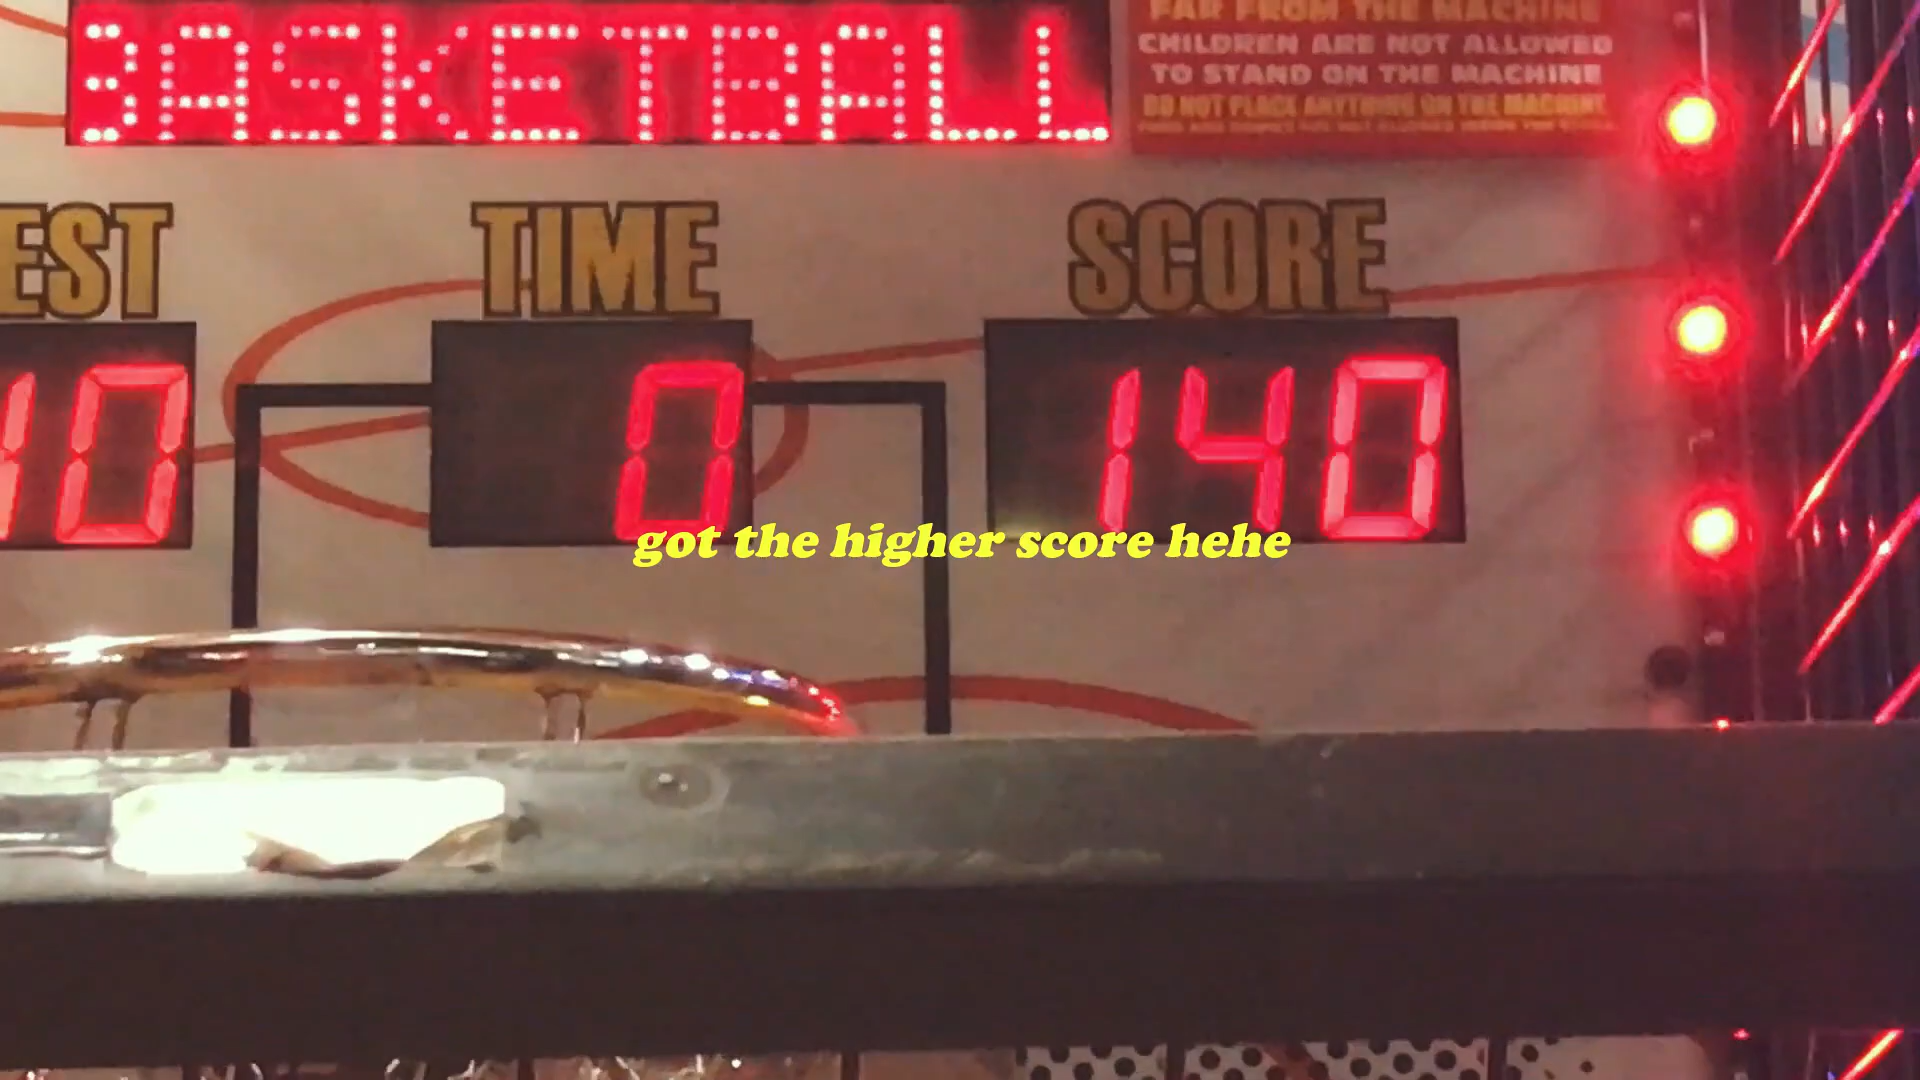 BASKETBALL
FAR FROM THE MACHINE
CHILDREN ARE NOT ALLOWED
TO STAND ON THE MACHINE
DO NOT PLACE ANYTHING ON THE MACHINE
EST TIME SCORE
10 0 140
got the higher score hehe